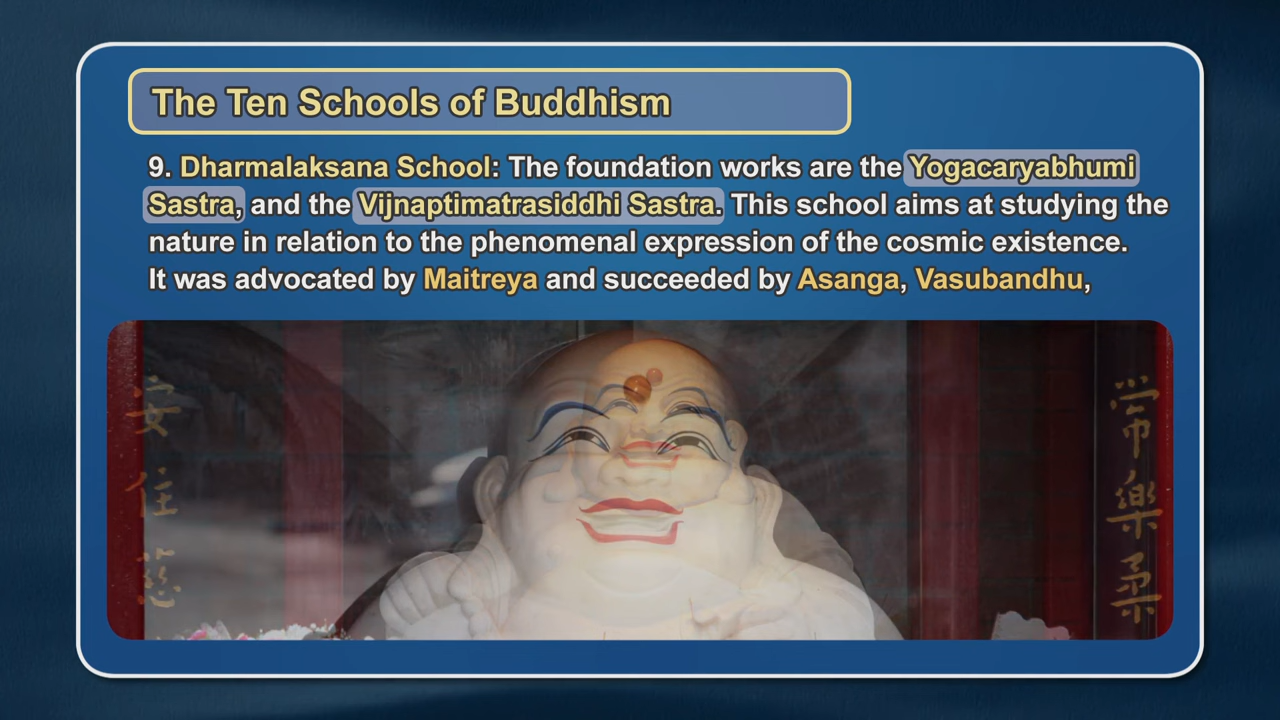 The Ten Schools of Buddhism
9. Dharmalaksana School: The foundation works are the Yogacaryabhumi
Sastra, and the Vijnaptimatrasiddhi Sastra. This school aims at studying the
nature in relation to the phenomenal expression of the cosmic existence.
It was advocated by Maitreya and succeeded by Asanga, Vasubandhu,
常樂柔
安住慈